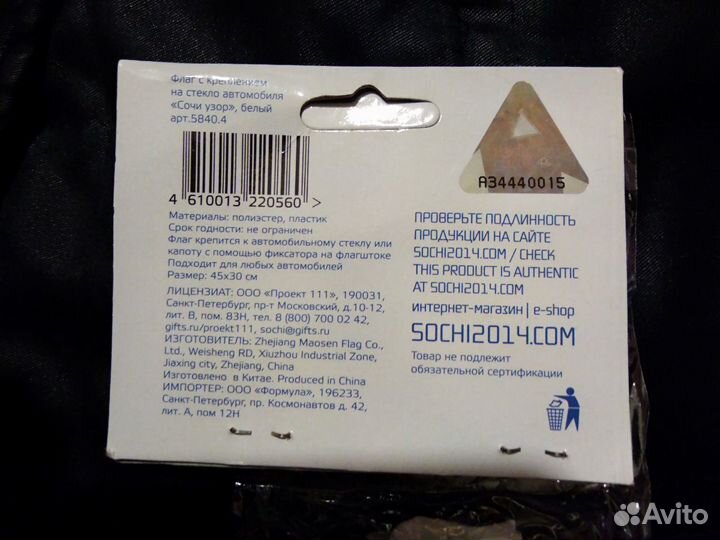 Флаг с креплением
на стекло автомобиля
«Сочи узор», белый
арт.5840.4
4 610013 220560 >
Материалы: полиэстер, пластик
Срок годности: не ограничен
Флаг крепится к автомобильному стеклу или
капоту с помощью фиксатора на флагштоке
Подходит для любых автомобилей
Размер: 45х30 см
ЛИЦЕНЗИАТ: ООО «Проект 111», 190031,
Санкт-Петербург, пр-т Московский, д.10-12,
лит. В, пом. 83Н, тел. 8 (800) 700 02 42,
gifts.ru/proekt111, sochi@gifts.ru
ИЗГОТОВИТЕЛЬ: Zhejiang Maosen Flag Co.,
Ltd., Weisheng RD, Xiuzhou Industrial Zone,
Jiaxing city, Zhejiang, China
Изготовлено в Китае. Produced in China
ИМПОРТЕР: ООО «Формула», 196233,
Санкт-Петербург, пр. Космонавтов д. 42,
лит. А, пом 12Н
A34440015
ПРОВЕРЬТЕ ПОДЛИННОСТЬ
ПРОДУКЦИИ НА САЙТЕ
SOCHI2014.COM / CHECK
THIS PRODUCT IS AUTHENTIC
AT SOCHI2014.COM
интернет-магазин | e-shop
SOCHI2014.COM
Товар не подлежит
обязательной сертификации
Avito